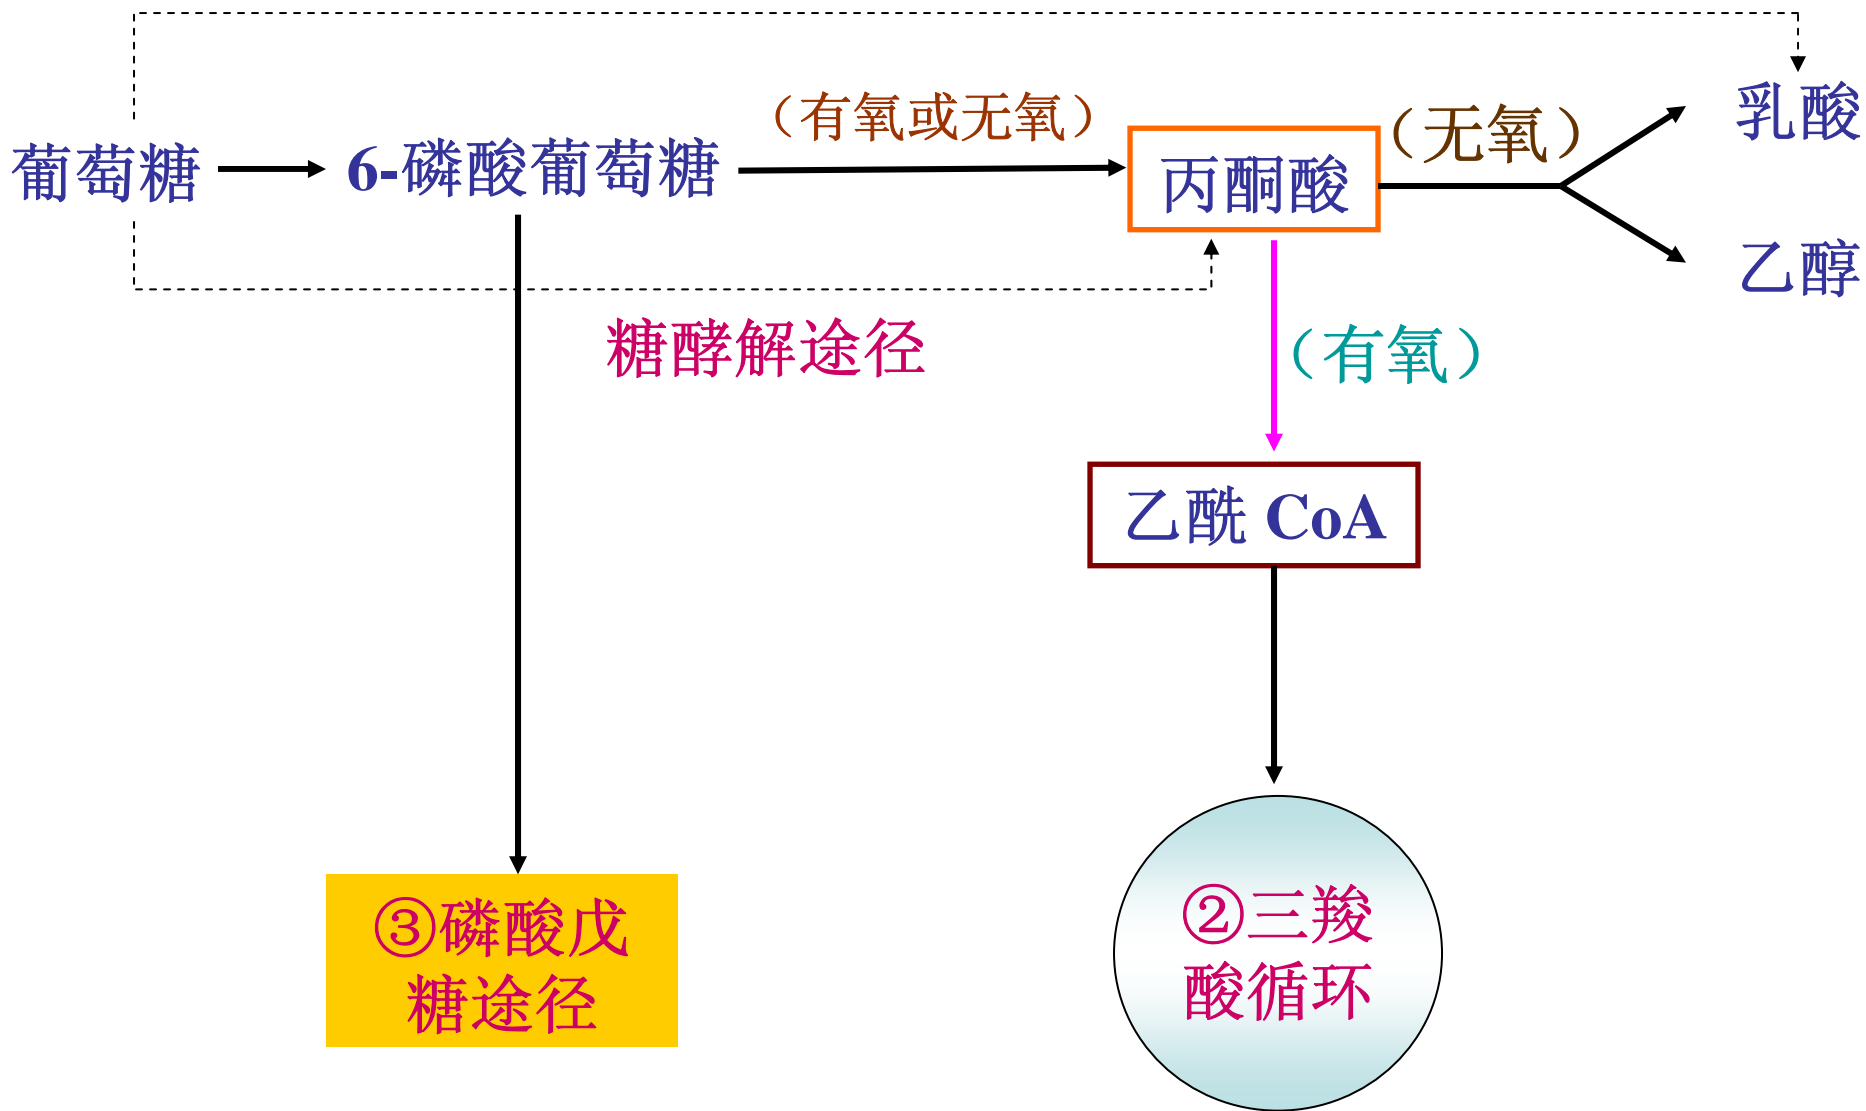 乳酸
（有氧或无氧）
（无氧）
葡萄糖
6-磷酸葡萄糖
丙酮酸
乙醇
糖酵解途径
（有氧）
乙酰 CoA
③磷酸戊
糖途径
②三羧
酸循环